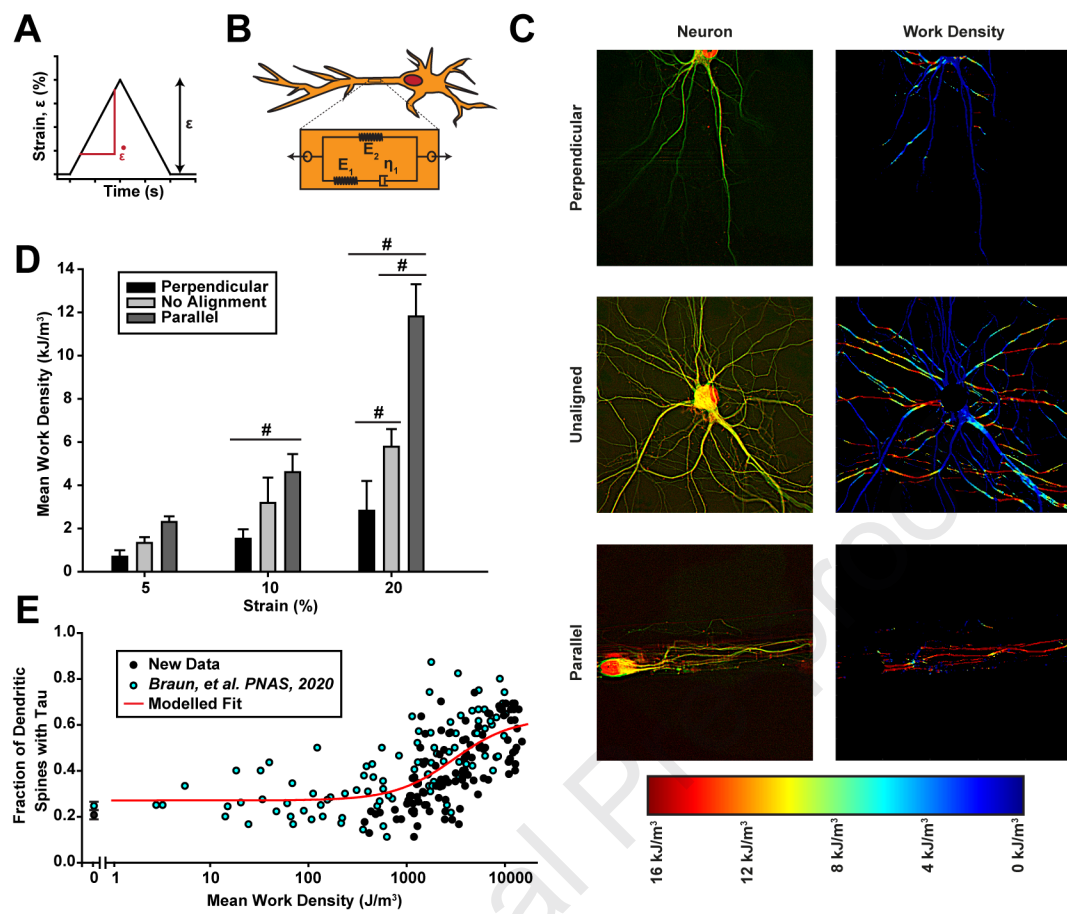 A
Strain, ε (%)
ε
ε̇
Time (s)
B
E₂
E₁
η₁
C
Neuron
Work Density
Perpendicular
Unaligned
Parallel
16 kJ/m³
12 kJ/m³
8 kJ/m³
4 kJ/m³
0 kJ/m³
D
Mean Work Density (kJ/m³)
14
12
10
8
6
4
2
0
Perpendicular
No Alignment
Parallel
#
#
#
#
5
10
20
Strain (%)
E
Fraction of Dendritic
Spines with Tau
1.0
0.8
0.6
0.4
0.2
0.0
New Data
Braun, et al. PNAS, 2020
Modelled Fit
0
1
10
100
1000
10000
Mean Work Density (J/m³)